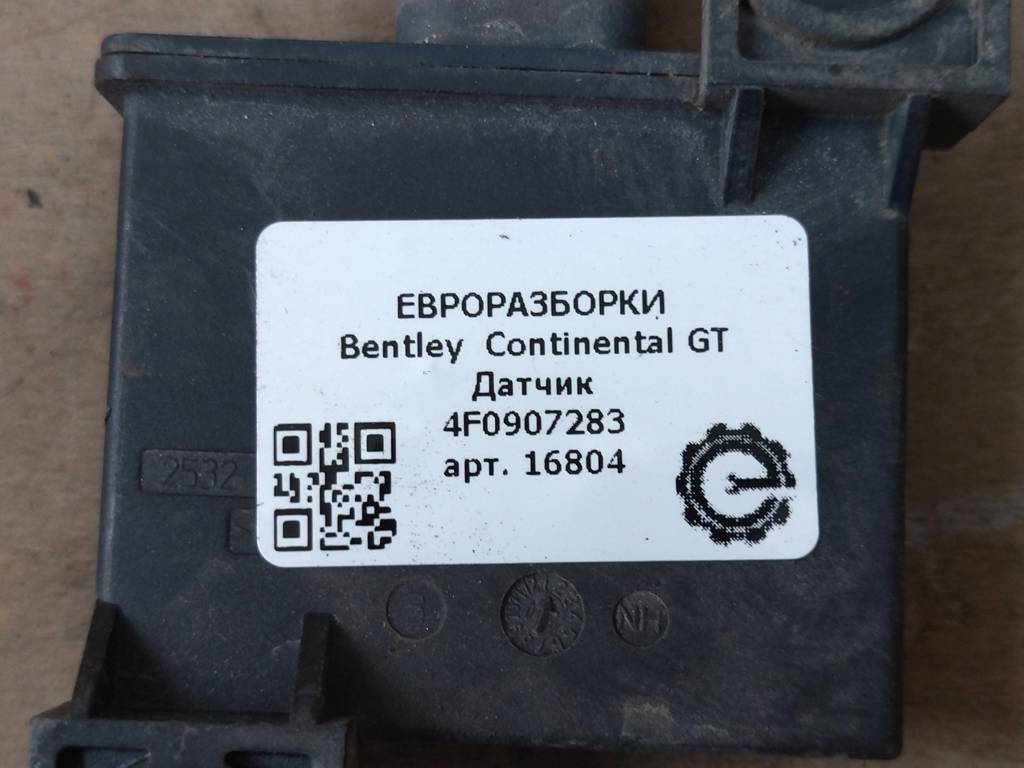 ЕВРОРАЗБОРКИ
Bentley Continental GT
Датчик
4F0907283
арт. 16804
2532
NH